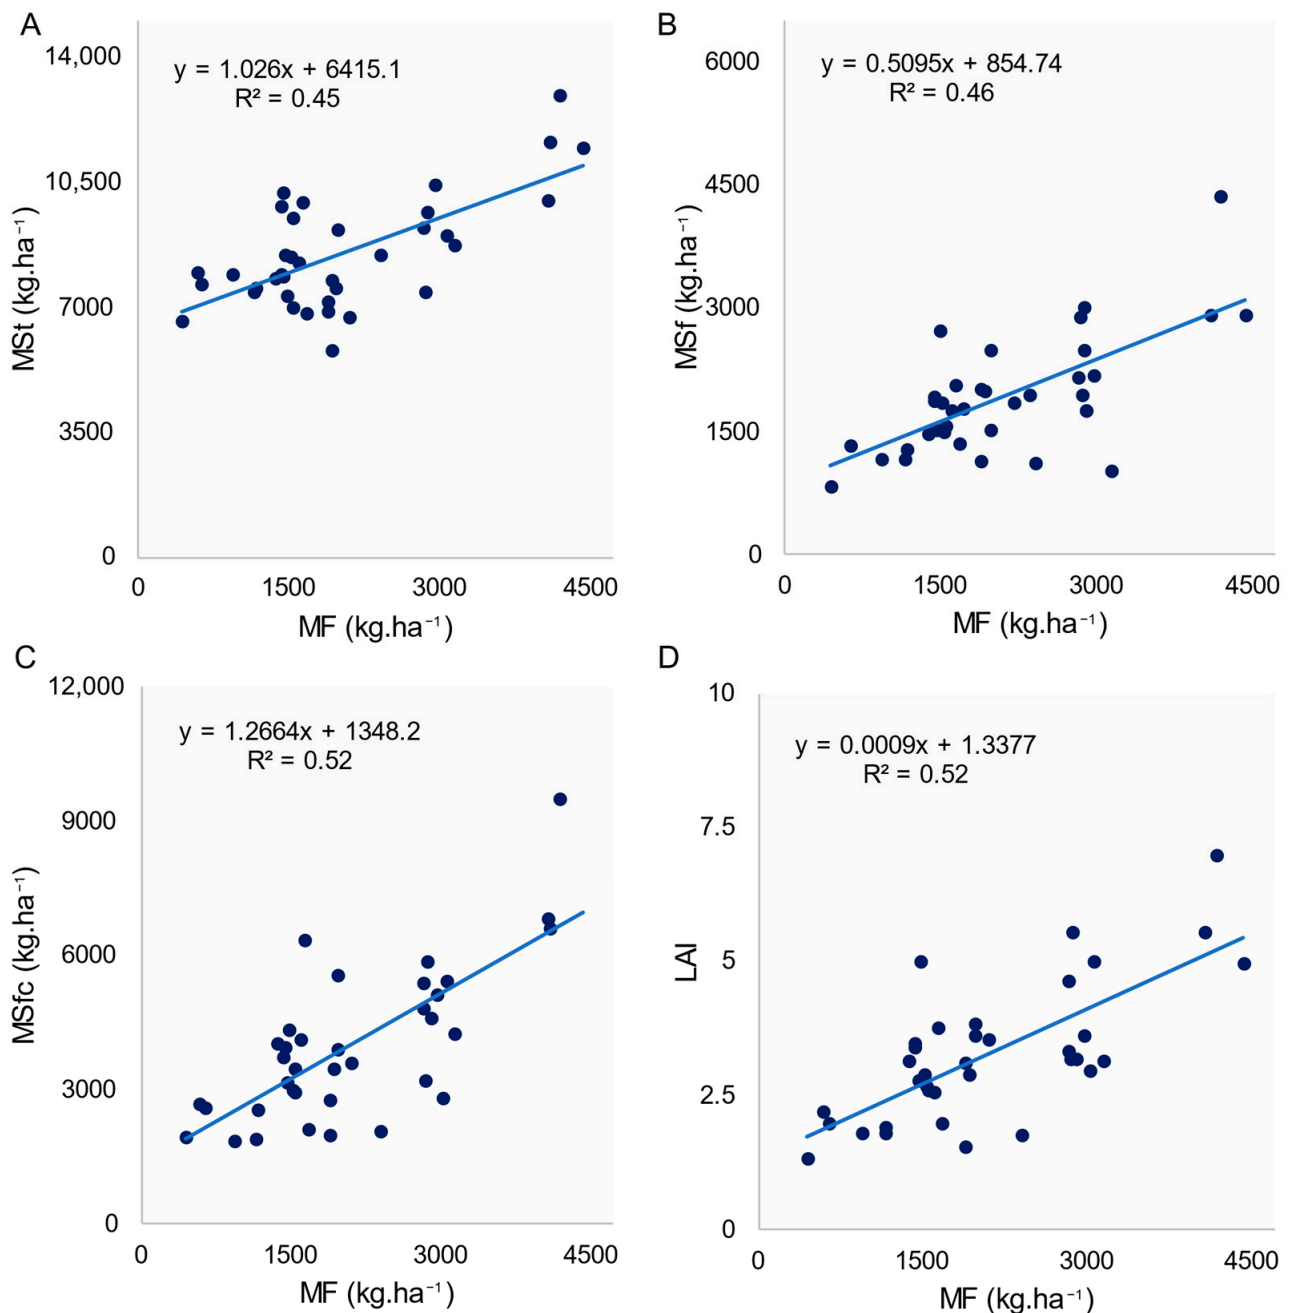 A
14,000
y = 1.026x + 6415.1
R² = 0.45
10,500
7000
3500
0
MSt (kg.ha⁻¹)
0 1500 3000 4500
MF (kg.ha⁻¹)
B
6000
y = 0.5095x + 854.74
R² = 0.46
4500
3000
1500
0
MSf (kg.ha⁻¹)
0 1500 3000 4500
MF (kg.ha⁻¹)
C
12,000
y = 1.2664x + 1348.2
R² = 0.52
9000
6000
3000
0
MSfc (kg.ha⁻¹)
0 1500 3000 4500
MF (kg.ha⁻¹)
D
10
y = 0.0009x + 1.3377
R² = 0.52
7.5
5
2.5
0
LAI
0 1500 3000 4500
MF (kg.ha⁻¹)